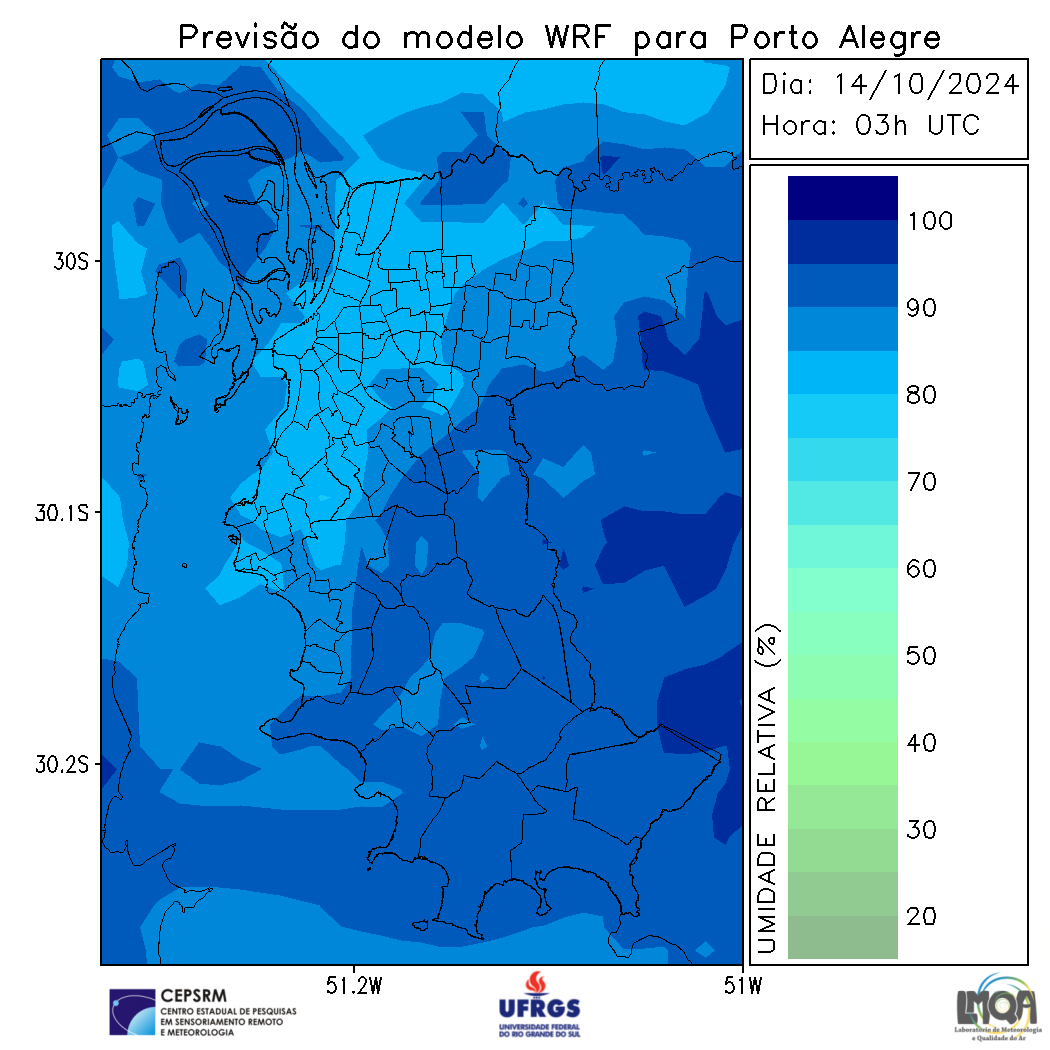 Previsão do modelo WRF para Porto Alegre
Dia: 14/10/2024
Hora: 03h UTC
30S
30.1S
30.2S
51.2W
51W
100
90
80
70
60
50
40
30
20
UMIDADE RELATIVA (%)
CEPSRM
CENTRO ESTADUAL DE PESQUISAS
EM SENSORIAMENTO REMOTO
E METEOROLOGIA
UFRGS
UNIVERSIDADE FEDERAL
DO RIO GRANDE DO SUL
LMQA
Laboratório de Meteorologia
e Qualidade do Ar